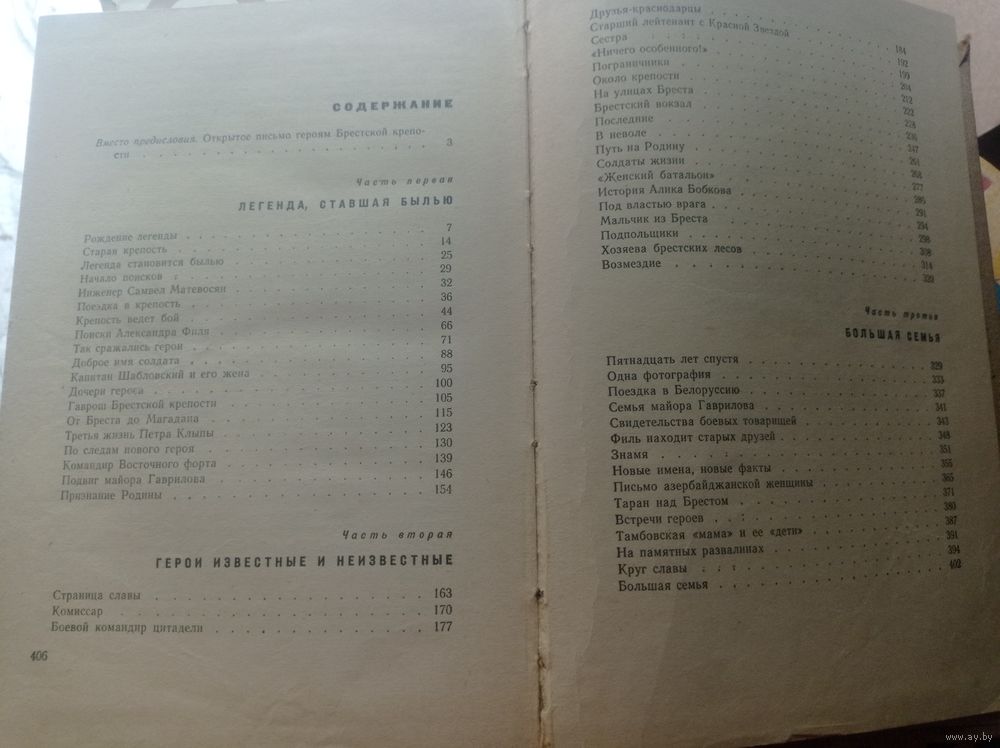 СОДЕРЖАНИЕ
Вместо предисловия. Открытое письмо героям Брестской крепо-
сти . . . . . . . . . . 3
Часть первая
ЛЕГЕНДА, СТАВШАЯ БЫЛЬЮ
Рождение легенды . . . . . . . . . . 7
Старая крепость . . . . . . . . . . 14
Легенда становится былью . . . . . . . . . . 25
Начало поисков . . . . . . . . . . 29
Инженер Самвел Матевосян . . . . . . . . . . 32
Поездка в крепость . . . . . . . . . . 36
Крепость ведет бой . . . . . . . . . . 44
Поиски Александра Филя . . . . . . . . . . 66
Так сражались герои . . . . . . . . . . 71
Доброе имя солдата . . . . . . . . . . 88
Капитан Шабловский и его жена . . . . . . . . . . 95
Дочери героса . . . . . . . . . . 100
Гаврош Брестской крепости . . . . . . . . . . 105
От Бреста до Магадана . . . . . . . . . . 115
Третья жизнь Петра Клыпы . . . . . . . . . . 123
По следам нового героя . . . . . . . . . . 130
Командир Восточного форта . . . . . . . . . . 139
Подвиг майора Гаврилова . . . . . . . . . . 146
Признание Родины . . . . . . . . . . 154
Часть вторая
ГЕРОИ ИЗВЕСТНЫЕ И НЕИЗВЕСТНЫЕ
Страница славы . . . . . . . . . . 163
Комиссар . . . . . . . . . . 170
Боевой командир цитадели . . . . . . . . . . 177
406
Друзья-краснодарцы . . . . . . . . . . 184
Старший лейтенант с Красной Звездой . . . . . . . . . . 192
Сестра . . . . . . . . . . 199
«Ничего особенного!» . . . . . . . . . . 204
Пограничники . . . . . . . . . . 212
Около крепости . . . . . . . . . . 222
На улицах Бреста . . . . . . . . . . 228
Брестский вокзал . . . . . . . . . . 236
Последние . . . . . . . . . . 247
В неволе . . . . . . . . . . 261
Путь на Родину . . . . . . . . . . 268
Солдаты жизни . . . . . . . . . . 277
«Женский батальон» . . . . . . . . . . 285
История Алика Бобкова . . . . . . . . . . 291
Под властью врага . . . . . . . . . . 294
Мальчик из Бреста . . . . . . . . . . 298
Подпольщики . . . . . . . . . . 308
Хозяева брестских лесов . . . . . . . . . . 314
Возмездие . . . . . . . . . .
Часть третья
БОЛЬШАЯ СЕМЬЯ
Пятнадцать лет спустя . . . . . . . . . . 329
Одна фотография . . . . . . . . . . 333
Поездка в Белоруссию . . . . . . . . . . 337
Семья майора Гаврилова . . . . . . . . . . 341
Свидетельства боевых товарищей . . . . . . . . . . 343
Филь находит старых друзей . . . . . . . . . . 348
Знамя . . . . . . . . . . 351
Новые имена, новые факты . . . . . . . . . . 355
Письмо азербайджанской женщины . . . . . . . . . . 365
Таран над Брестом . . . . . . . . . . 371
Встречи героев . . . . . . . . . . 380
Тамбовская «мама» и ее «дети» . . . . . . . . . . 387
На памятных развалинах . . . . . . . . . . 391
Круг славы . . . . . . . . . . 394
Большая семья . . . . . . . . . . 402
www.ay.by